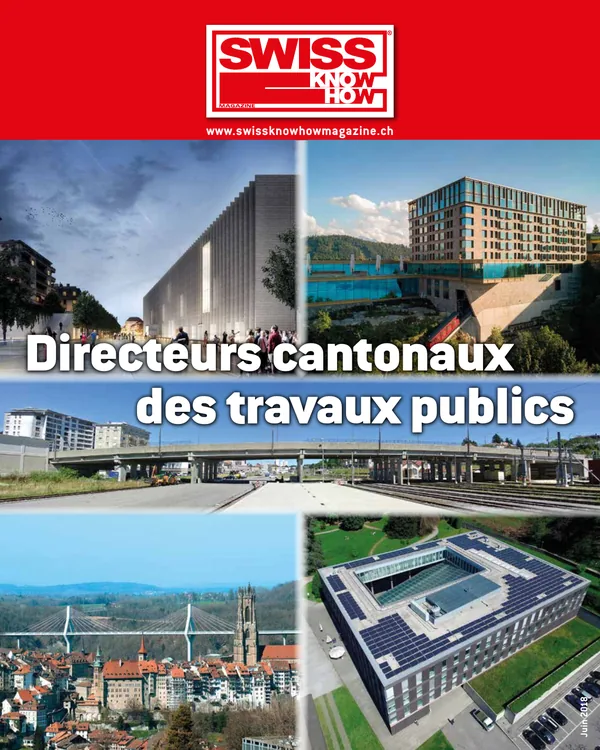 SWISS
KNOW
HOW
MAGAZINE
www.swissknowhowmagazine.ch
Directeurs cantonaux
des travaux publics
Juin 2018